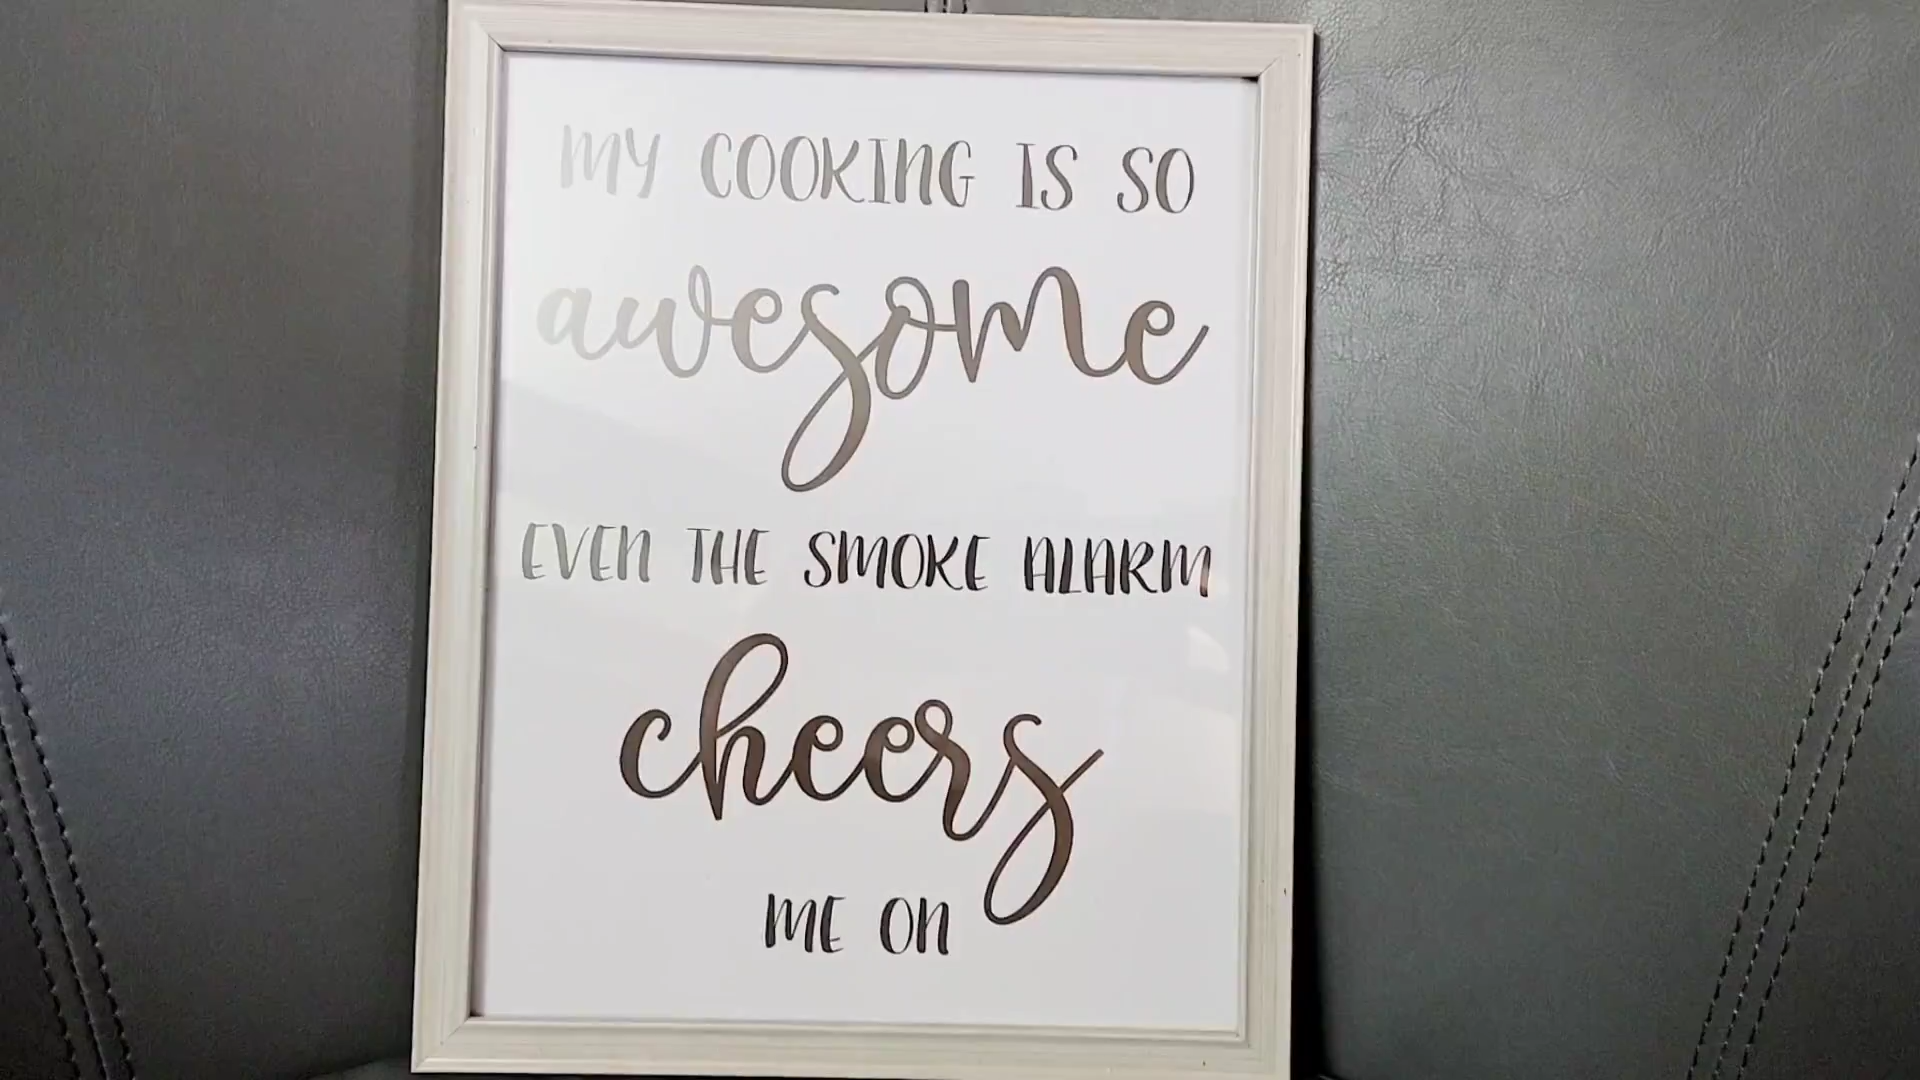 MY COOKING IS SO
awesome
EVEN THE SMOKE ALARM
cheers
ME ON